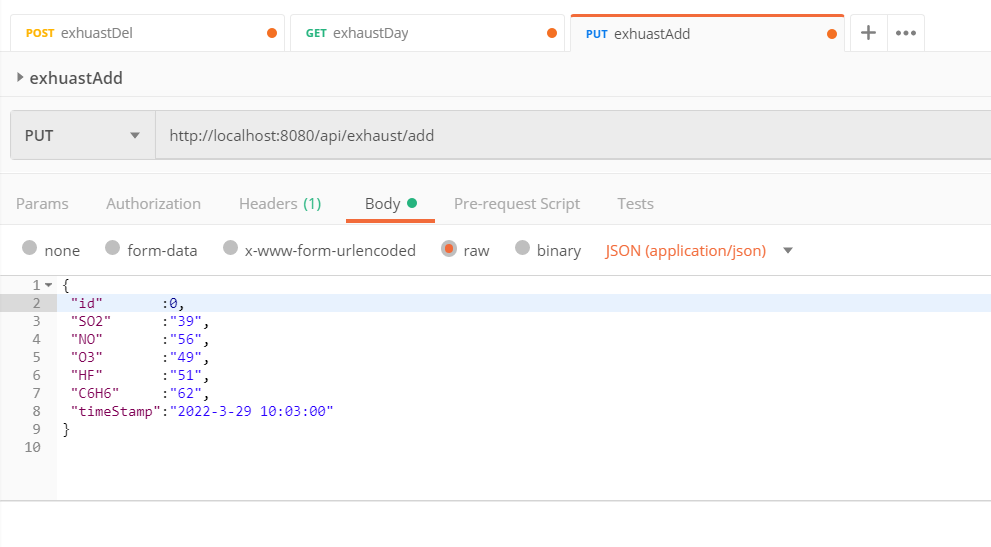 POST exhuastDel GET exhaustDay PUT exhuastAdd
exhuastAdd
PUT http://localhost:8080/api/exhaust/add
Params Authorization Headers (1) Body Pre-request Script Tests
none form-data x-www-form-urlencoded raw binary JSON (application/json)
1 {
2 "id" :0,
3 "SO2" :"39",
4 "NO" :"56",
5 "O3" :"49",
6 "HF" :"51",
7 "C6H6" :"62",
8 "timeStamp":"2022-3-29 10:03:00"
9 }
10